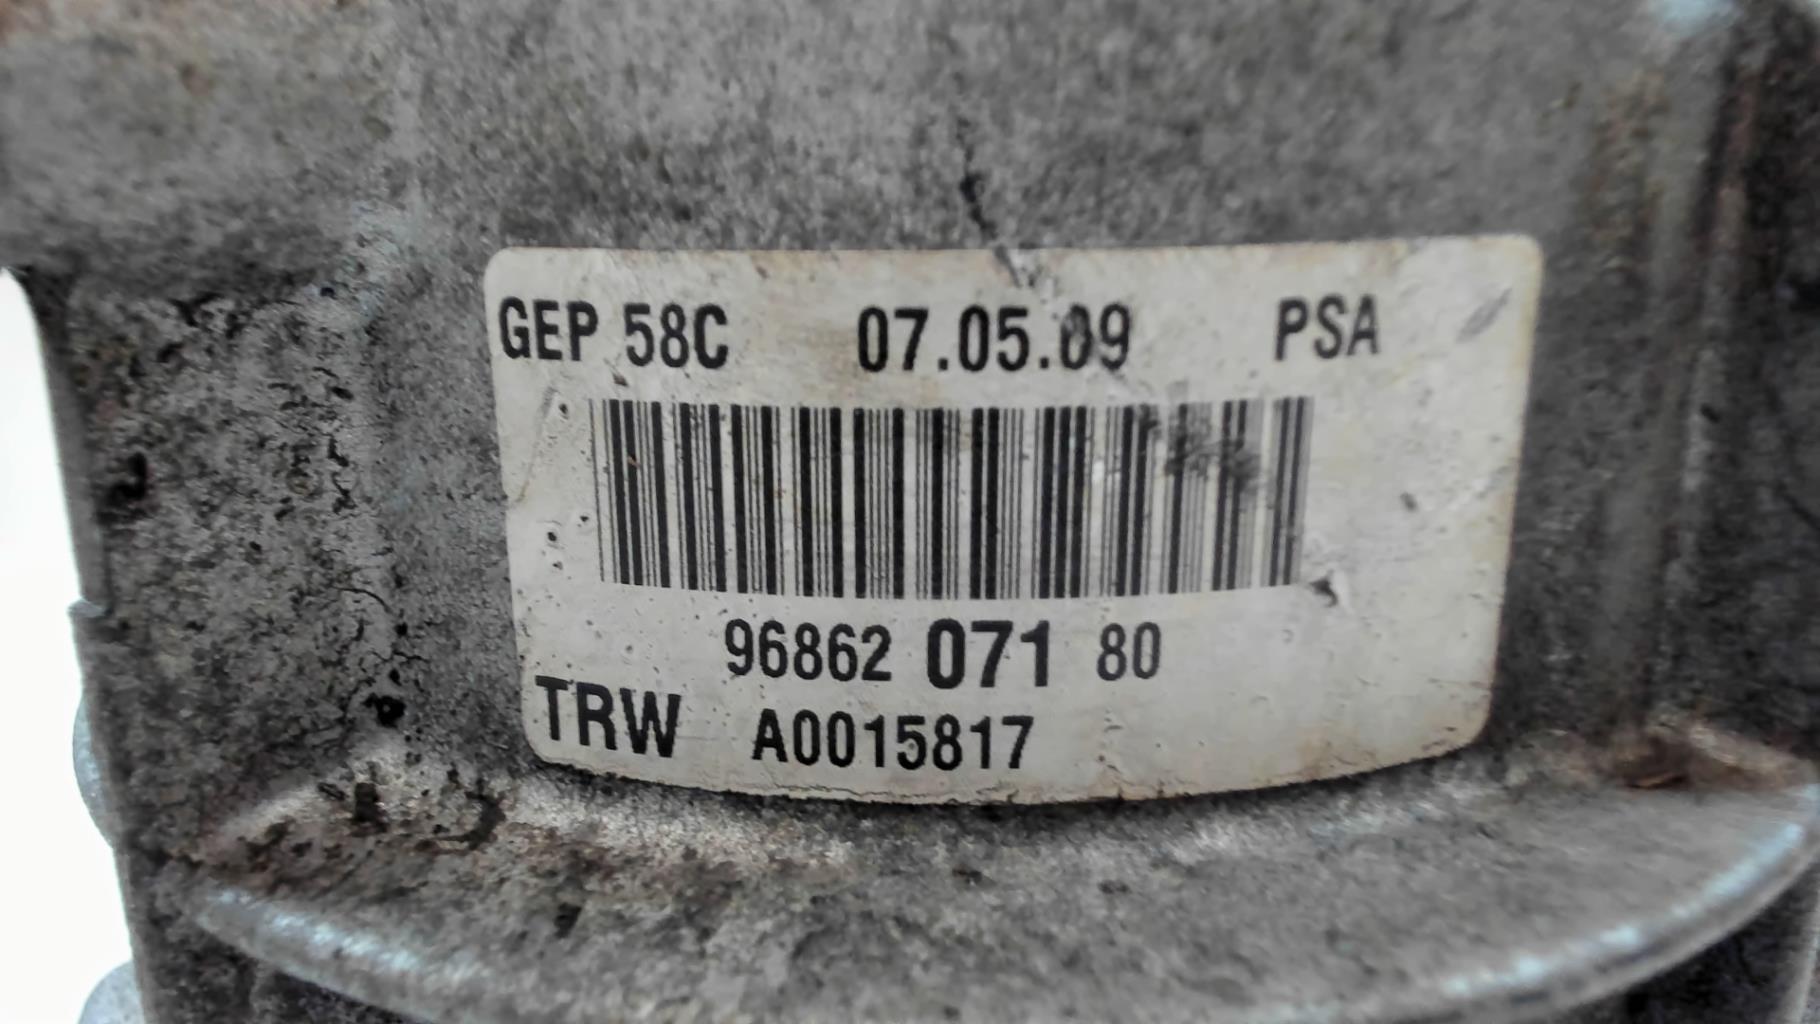 GEP 58C 07.05.09 PSA
96862 071 80
TRW A0015817